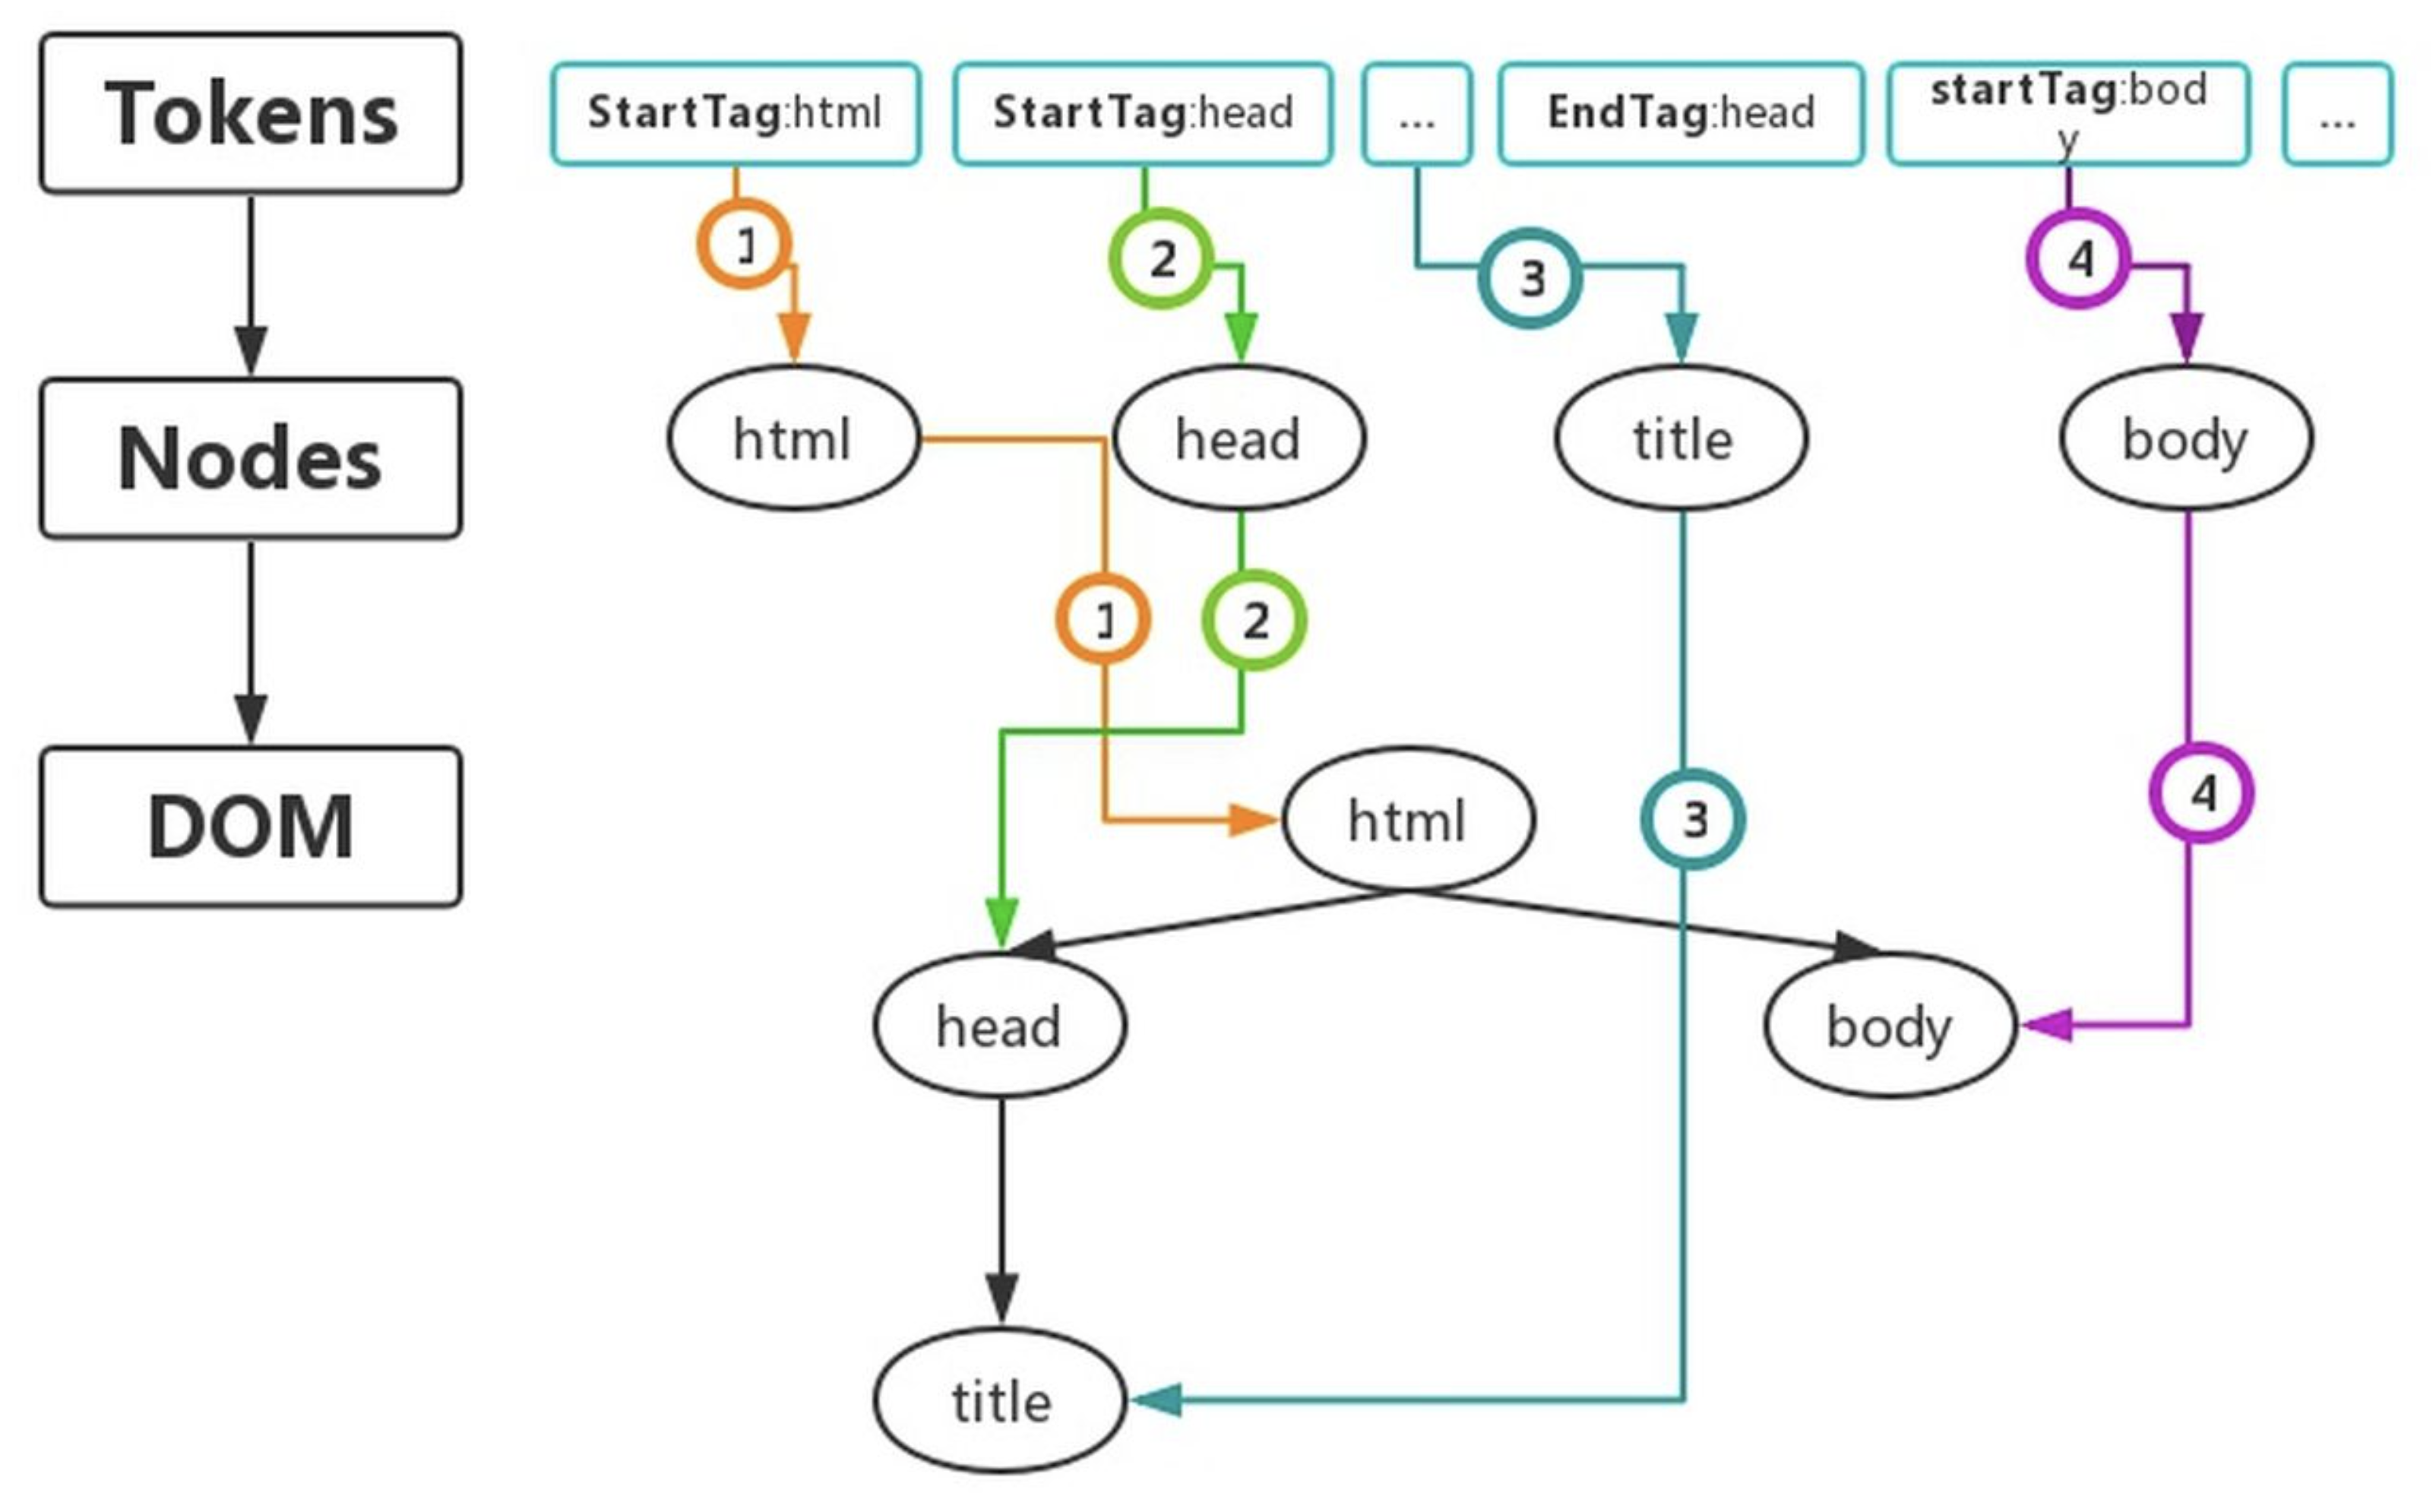 Tokens
StartTag:html
StartTag:head
...
EndTag:head
startTag:bod
y
...
1
2
3
4
Nodes
html
head
title
body
1
2
DOM
html
3
4
head
body
title